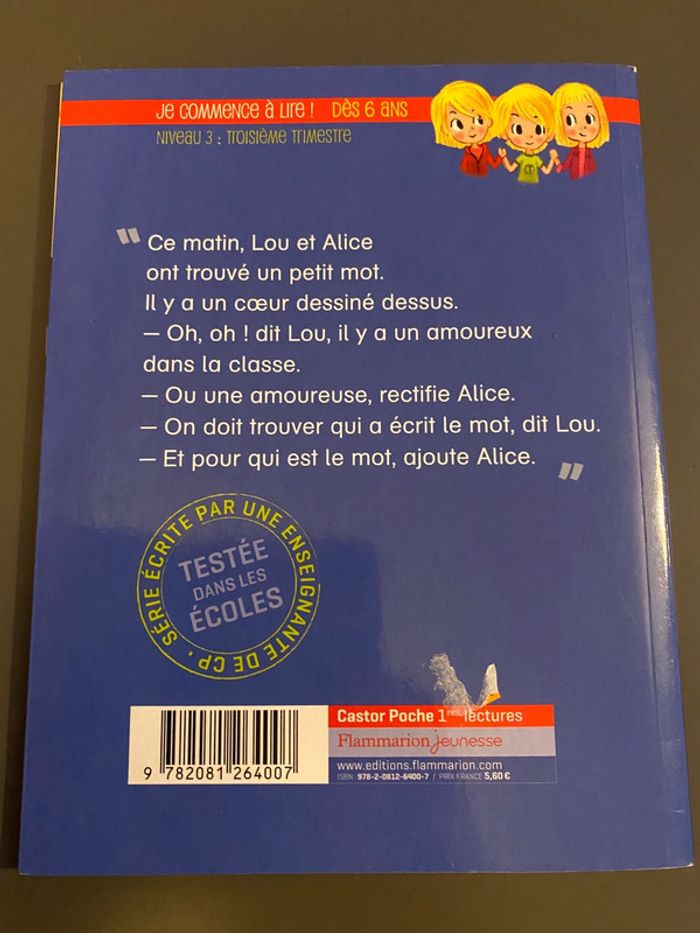 Je commence à lire ! Dès 6 ans
Niveau 3 : troisième trimestre
“ Ce matin, Lou et Alice
ont trouvé un petit mot.
Il y a un cœur dessiné dessus.
– Oh, oh ! dit Lou, il y a un amoureux
dans la classe.
– Ou une amoureuse, rectifie Alice.
– On doit trouver qui a écrit le mot, dit Lou.
– Et pour qui est le mot, ajoute Alice. ”
SÉRIE ÉCRITE PAR UNE ENSEIGNANTE DE CP •
TESTÉE
DANS LES
ÉCOLES
Castor Poche 1res lectures
Flammarion jeunesse
www.editions.flammarion.com
ISBN : 978-2-0812-6400-7 / PRIX FRANCE : 5,60 €
9 782081 264007